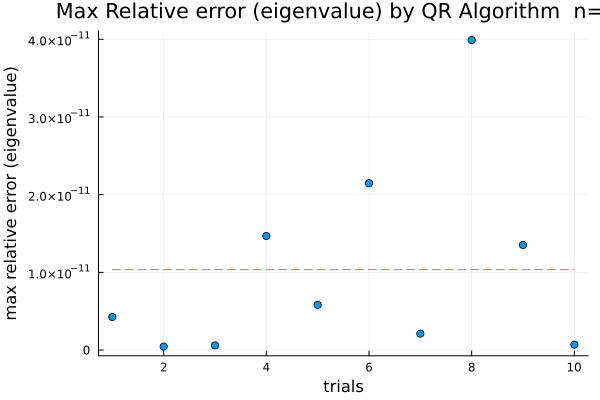 Max Relative error (eigenvalue) by QR Algorithm  n=
max relative error (eigenvalue)
4.0×10⁻¹¹
3.0×10⁻¹¹
2.0×10⁻¹¹
1.0×10⁻¹¹
0
2 4 6 8 10
trials